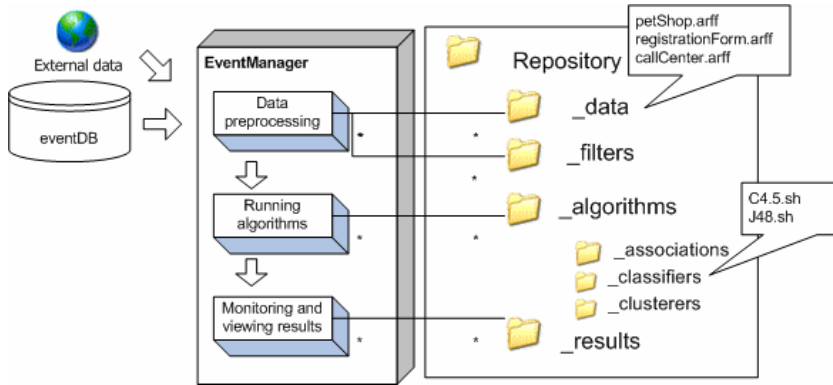 External data
eventDB
EventManager
Data
preprocessing
*
Running
algorithms
*
Monitoring and
viewing results
*
Repository
_data
*
_filters
*
_algorithms
*
_associations
_classifiers
_clusterers
_results
*
petShop.arff
registrationForm.arff
callCenter.arff
C4.5.sh
J48.sh